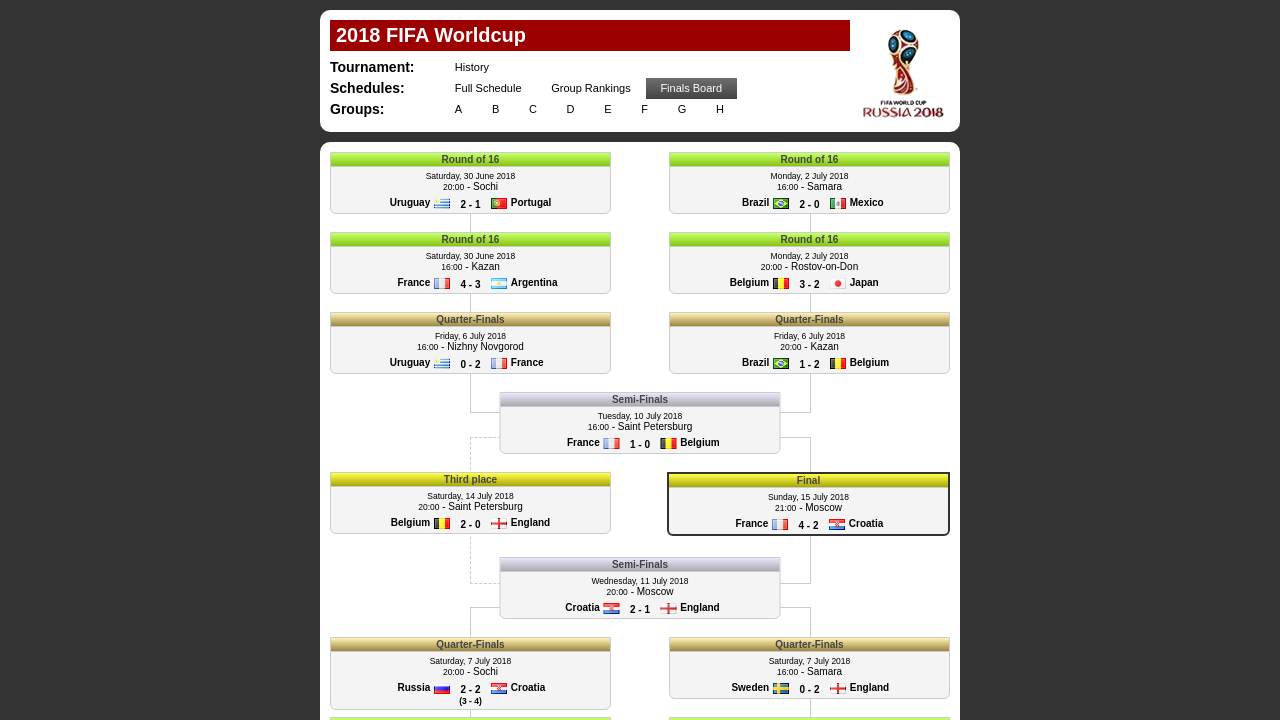 2018 FIFA Worldcup
Tournament: History
Schedules: Full Schedule Group Rankings Finals Board
Groups: A B C D E F G H
FIFA WORLD CUP
RUSSIA 2018
Round of 16
Saturday, 30 June 2018
20:00 - Sochi
Uruguay 2 - 1 Portugal
Round of 16
Monday, 2 July 2018
16:00 - Samara
Brazil 2 - 0 Mexico
Round of 16
Saturday, 30 June 2018
16:00 - Kazan
France 4 - 3 Argentina
Round of 16
Monday, 2 July 2018
20:00 - Rostov-on-Don
Belgium 3 - 2 Japan
Quarter-Finals
Friday, 6 July 2018
16:00 - Nizhny Novgorod
Uruguay 0 - 2 France
Quarter-Finals
Friday, 6 July 2018
20:00 - Kazan
Brazil 1 - 2 Belgium
Semi-Finals
Tuesday, 10 July 2018
16:00 - Saint Petersburg
France 1 - 0 Belgium
Third place
Saturday, 14 July 2018
20:00 - Saint Petersburg
Belgium 2 - 0 England
Final
Sunday, 15 July 2018
21:00 - Moscow
France 4 - 2 Croatia
Semi-Finals
Wednesday, 11 July 2018
20:00 - Moscow
Croatia 2 - 1 England
Quarter-Finals
Saturday, 7 July 2018
20:00 - Sochi
Russia 2 - 2 Croatia
(3 - 4)
Quarter-Finals
Saturday, 7 July 2018
16:00 - Samara
Sweden 0 - 2 England